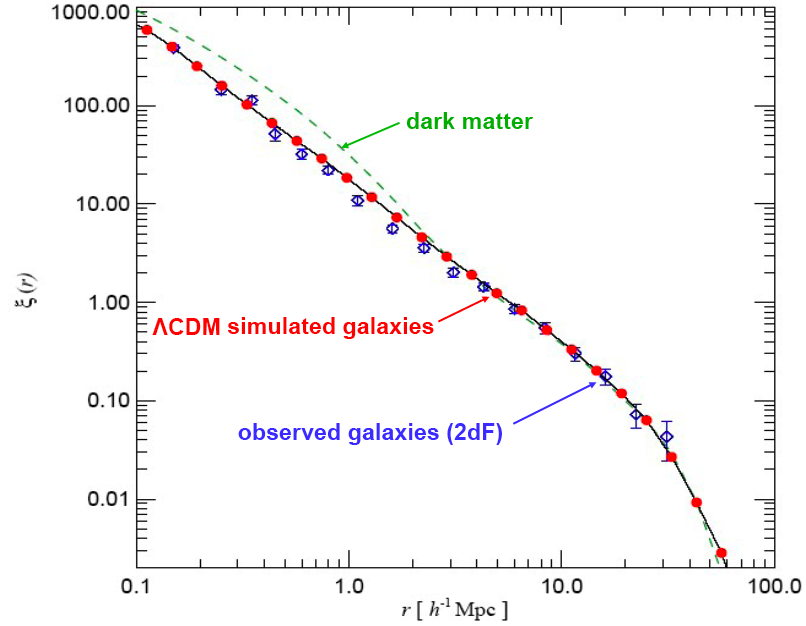 1000.00
100.00
10.00
1.00
0.10
0.01
ξ (r)
dark matter
ΛCDM simulated galaxies
observed galaxies (2dF)
0.1 1.0 10.0 100.0
r [ h⁻¹ Mpc ]